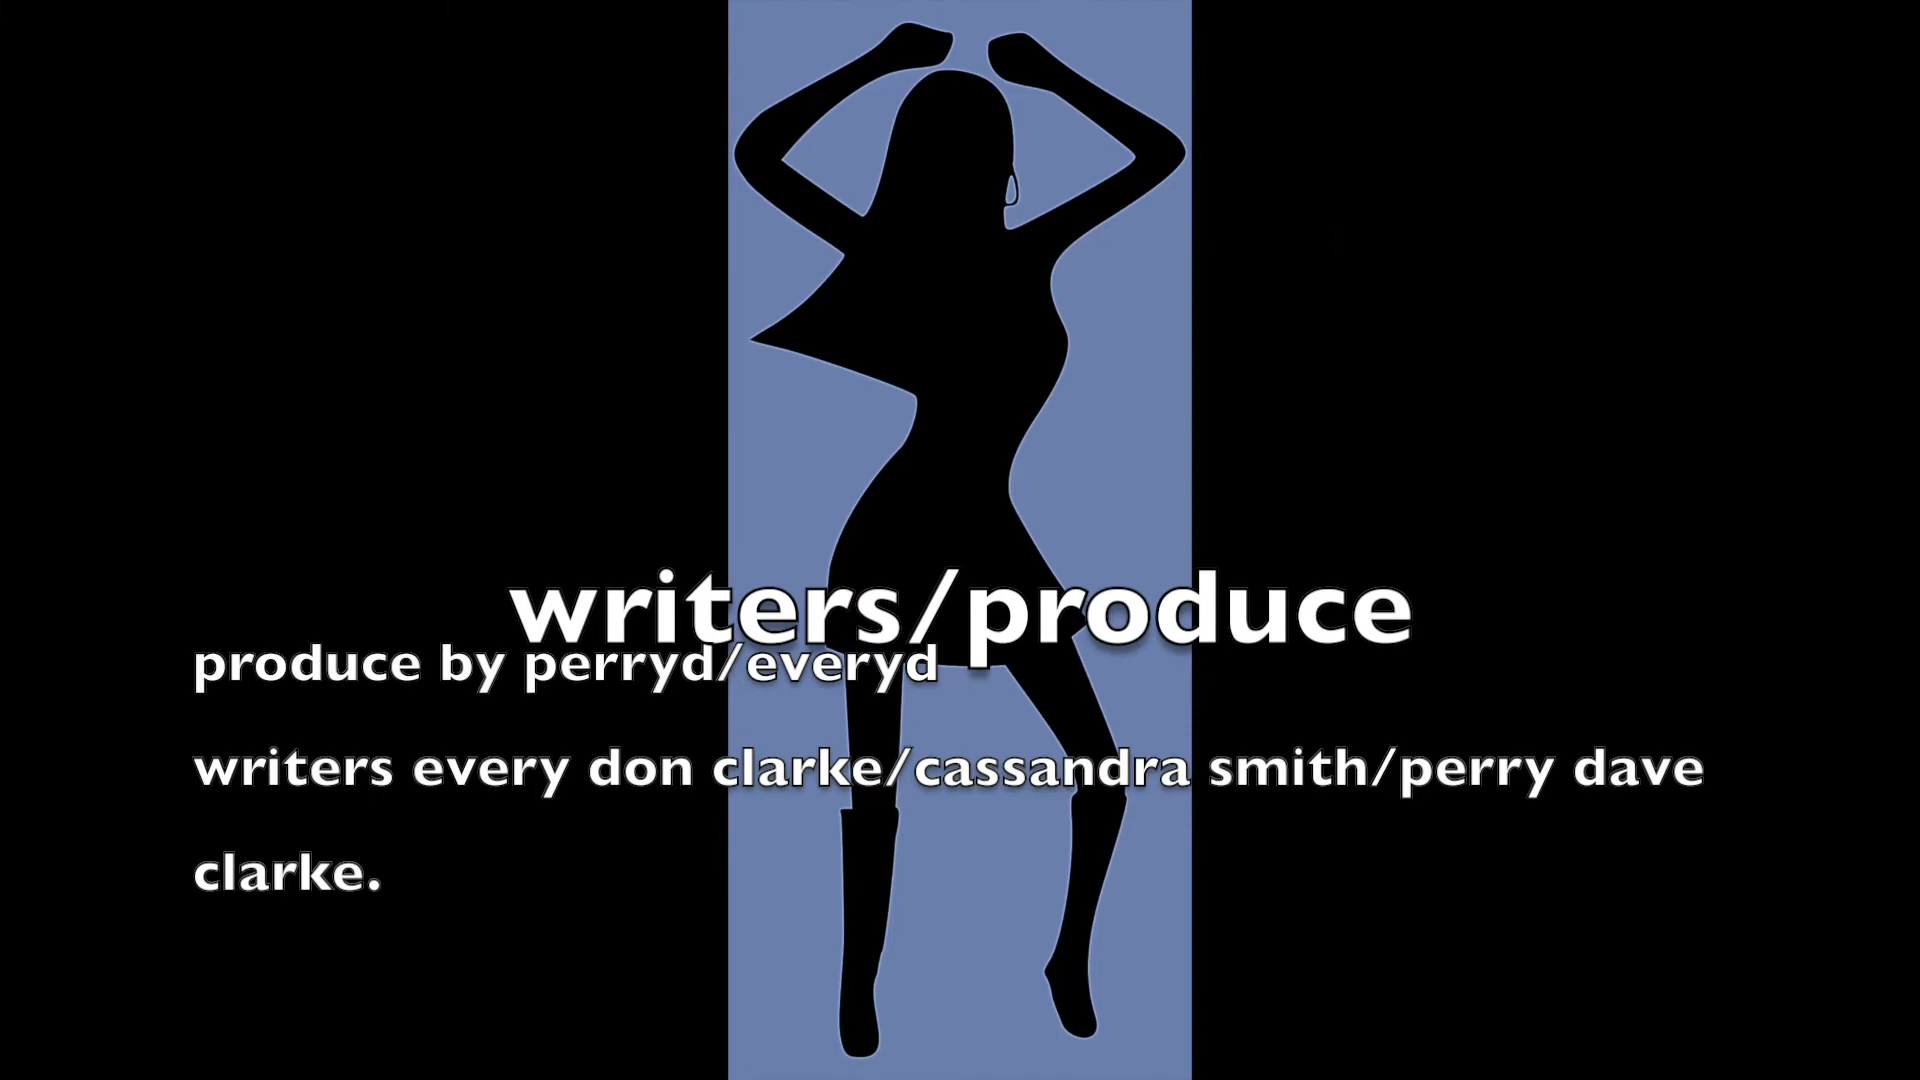 writers/produce
produce by perryd/everyd
writers every don clarke/cassandra smith/perry dave
clarke.